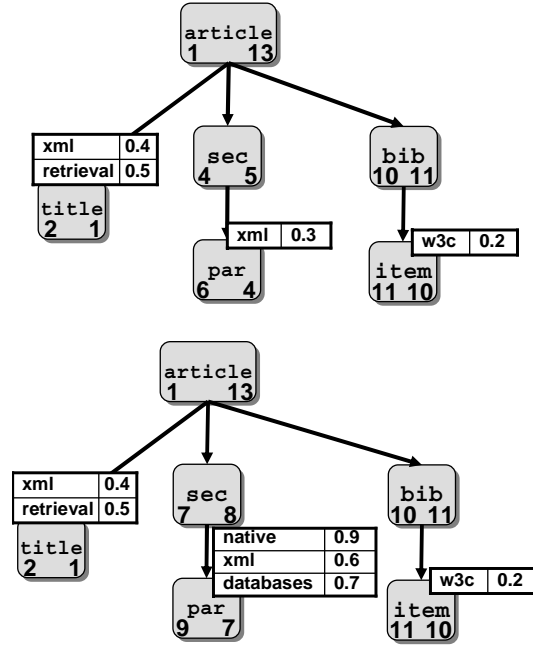 article
1 13
xml 0.4
retrieval 0.5
title
2 1
sec
4 5
bib
10 11
xml 0.3
par
6 4
w3c 0.2
item
11 10
article
1 13
xml 0.4
retrieval 0.5
title
2 1
sec
7 8
bib
10 11
native 0.9
xml 0.6
databases 0.7
par
9 7
w3c 0.2
item
11 10